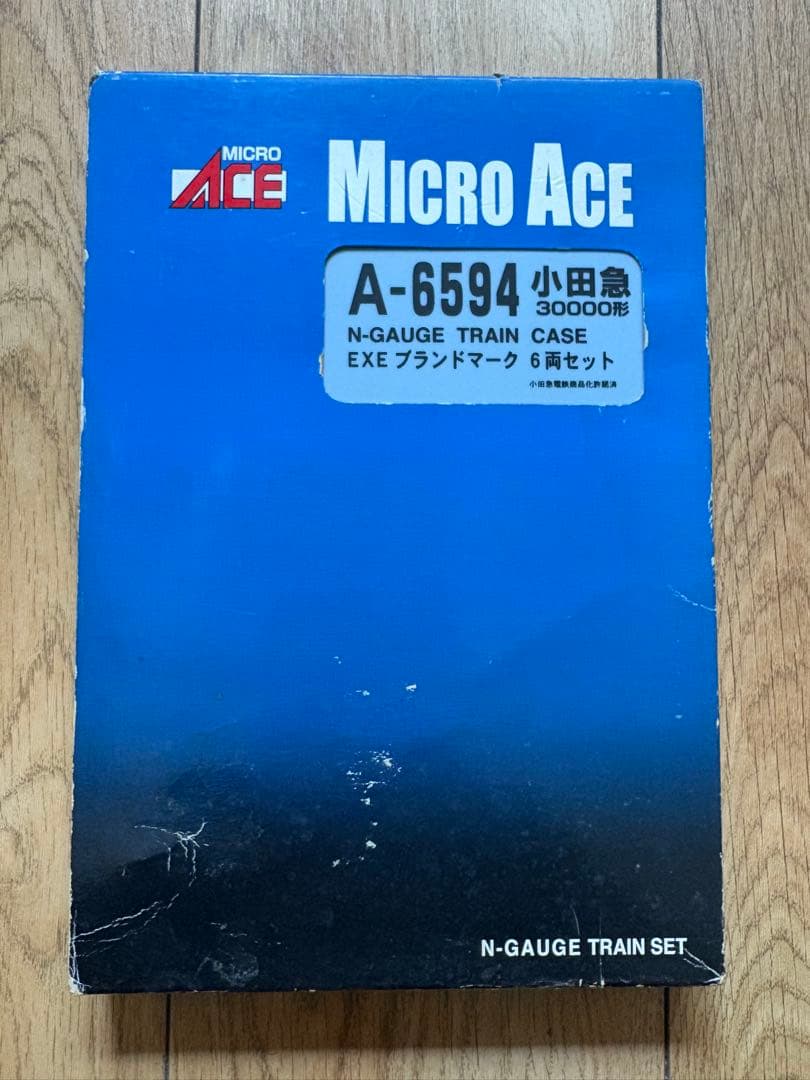 MICRO
ACE
MICRO ACE
A-6594 小田急
30000形
N-GAUGE TRAIN CASE
EXE ブランドマーク 6両セット
小田急電鉄商品化許諾済
N-GAUGE TRAIN SET